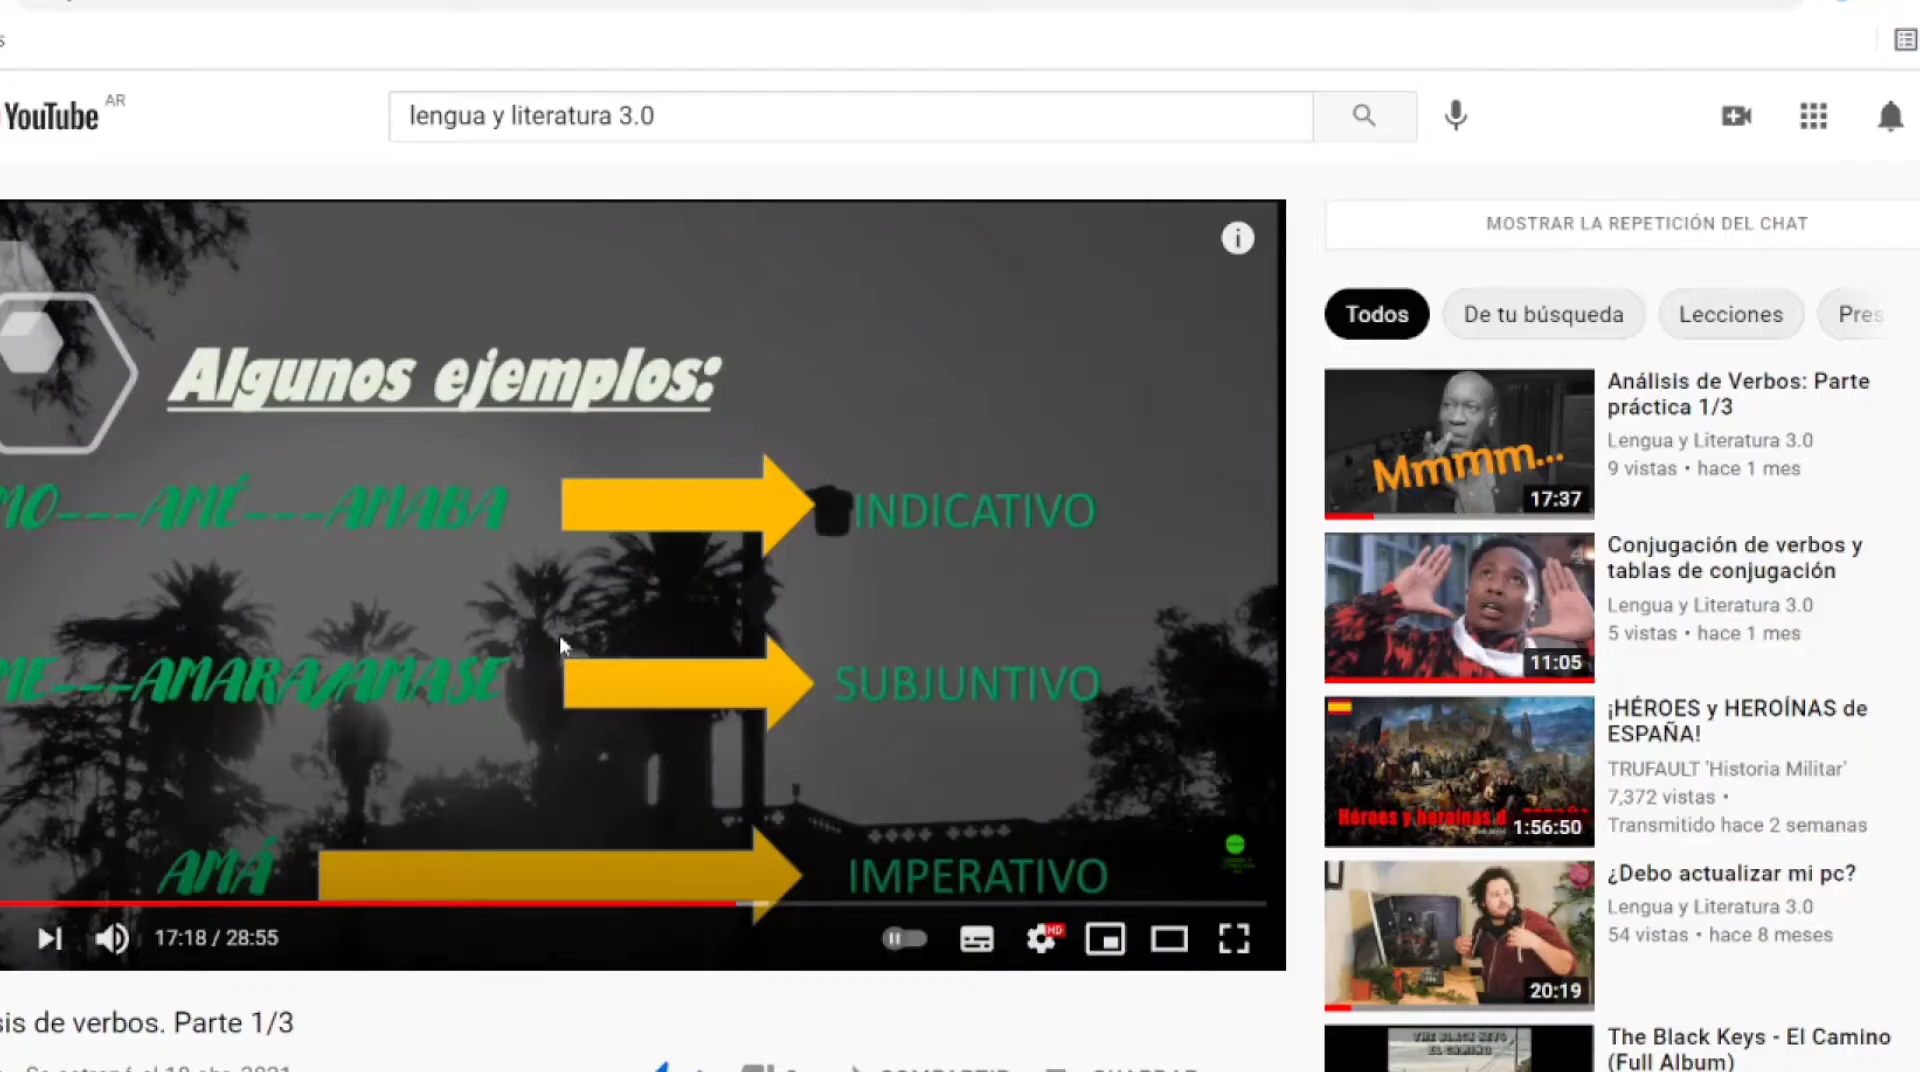 YouTube AR
lengua y literatura 3.0
Algunos ejemplos:
MO---AMÉ---AMABA
INDICATIVO
ME---AMARA/AMASE
SUBJUNTIVO
AMÁ
IMPERATIVO
17:18 / 28:55
HD
sis de verbos. Parte 1/3
COMPARTIR
GUARDAR
MOSTRAR LA REPETICIÓN DEL CHAT
Todos
De tu búsqueda
Lecciones
Pres
Mmmm...
17:37
Análisis de Verbos: Parte
práctica 1/3
Lengua y Literatura 3.0
9 vistas • hace 1 mes
11:05
Conjugación de verbos y
tablas de conjugación
Lengua y Literatura 3.0
5 vistas • hace 1 mes
Héroes y heroínas d
1:56:50
¡HÉROES y HEROÍNAS de
ESPAÑA!
TRUFAULT 'Historia Militar'
7,372 vistas •
Transmitido hace 2 semanas
20:19
¿Debo actualizar mi pc?
Lengua y Literatura 3.0
54 vistas • hace 8 meses
THE BLACK KEYS
EL CAMINO
The Black Keys - El Camino
(Full Album)